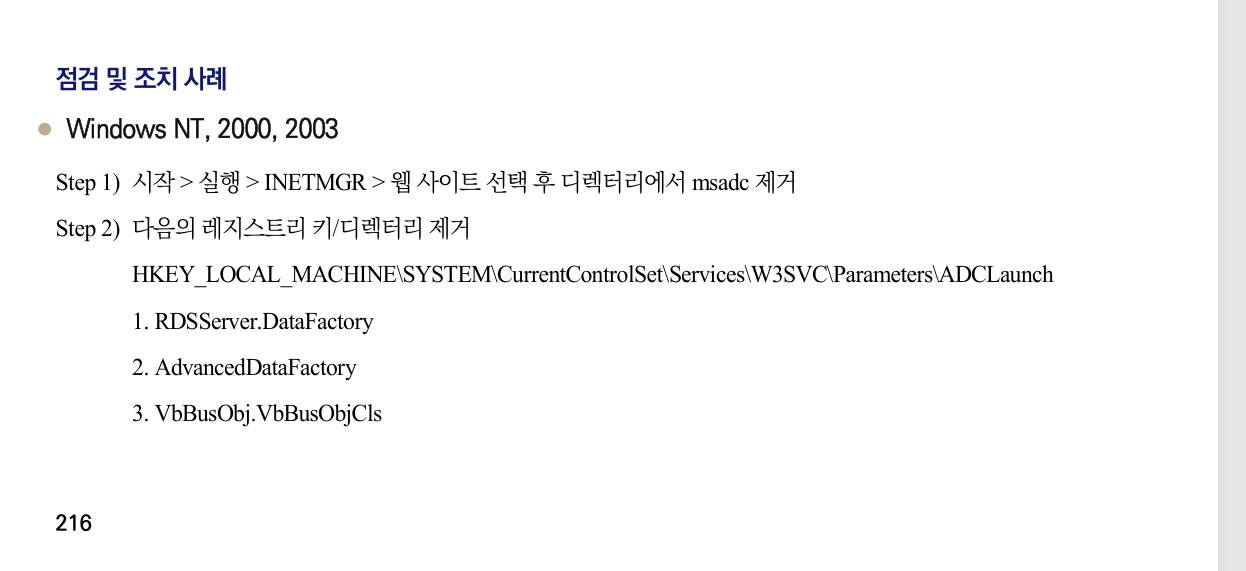 점검 및 조치 사례
● Windows NT, 2000, 2003
Step 1) 시작 > 실행 > INETMGR > 웹 사이트 선택 후 디렉터리에서 msadc 제거
Step 2) 다음의 레지스트리 키/디렉터리 제거
HKEY_LOCAL_MACHINE\SYSTEM\CurrentControlSet\Services\W3SVC\Parameters\ADCLaunch
1. RDSServer.DataFactory
2. AdvancedDataFactory
3. VbBusObj.VbBusObjCls
216